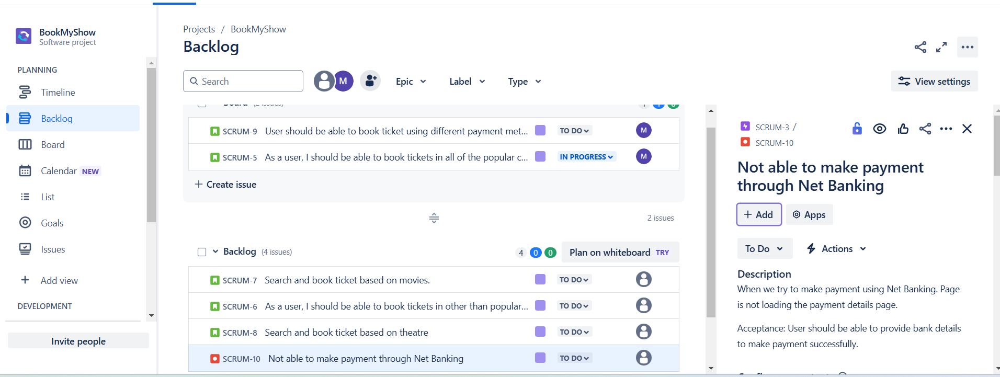 BookMyShow
Software project
PLANNING
Timeline
Backlog
Board
Calendar NEW
List
Goals
Issues
Add view
DEVELOPMENT
Invite people
Projects / BookMyShow
Backlog
Search
M
Epic
Label
Type
View settings
Board (2 issues)
SCRUM-9 User should be able to book ticket using different payment met... TO DO M
SCRUM-5 As a user, I should be able to book tickets in all of the popular c... IN PROGRESS M
+ Create issue
2 issues
Backlog (4 issues) 4 0 0 Plan on whiteboard TRY
SCRUM-7 Search and book ticket based on movies. TO DO
SCRUM-6 As a user, I should be able to book tickets in other than popular... TO DO
SCRUM-8 Search and book ticket based on theatre TO DO
SCRUM-10 Not able to make payment through Net Banking TO DO
SCRUM-3 /
SCRUM-10
Not able to make payment
through Net Banking
+ Add
Apps
To Do
Actions
Description
When we try to make payment using Net Banking. Page
is not loading the payment details page.
Acceptance: User should be able to provide bank details
to make payment successfully.